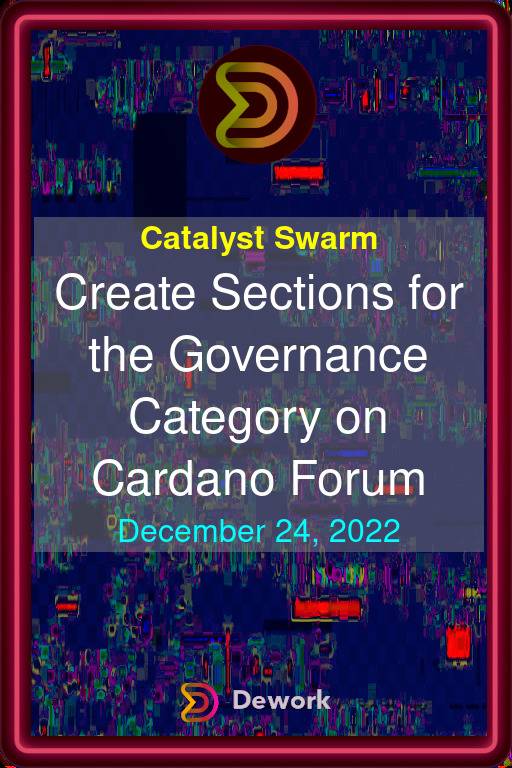 Catalyst Swarm
Create Sections for
the Governance
Category on
Cardano Forum
December 24, 2022
Dework